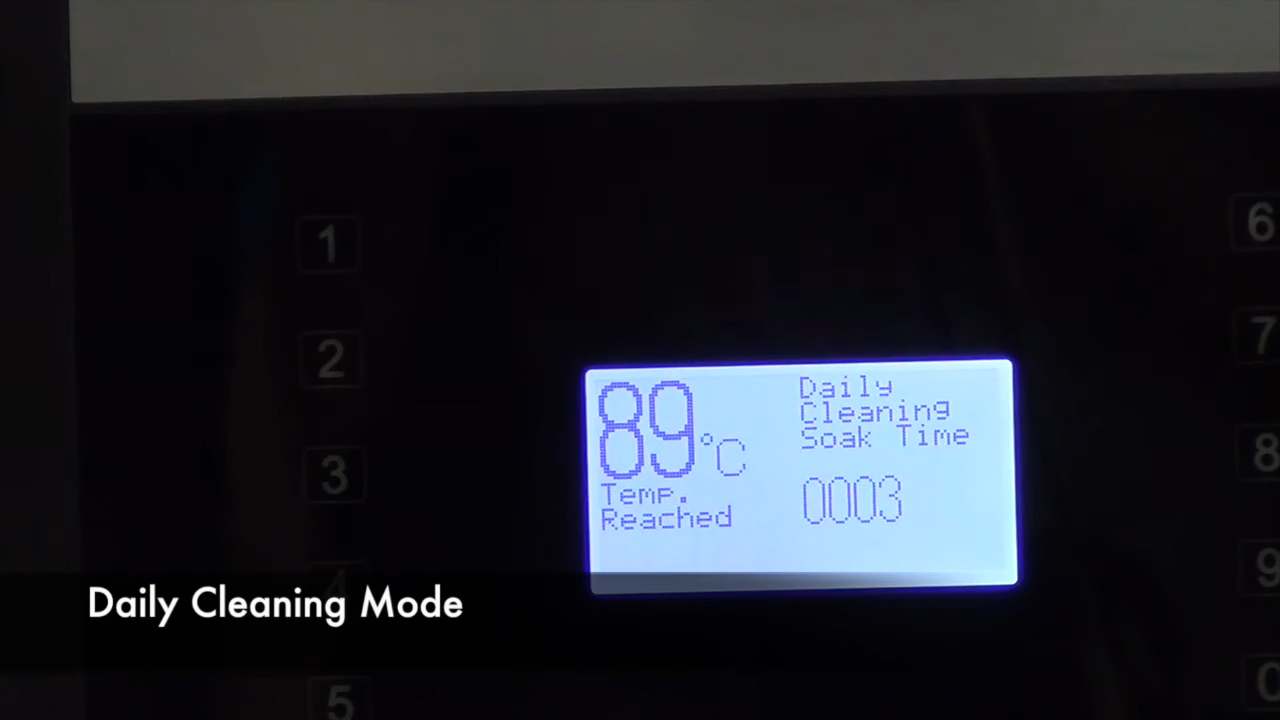 1
2
3
4
5
6
7
8
9
89°C
Temp.
Reached
Daily
Cleaning
Soak Time
0003
Daily Cleaning Mode